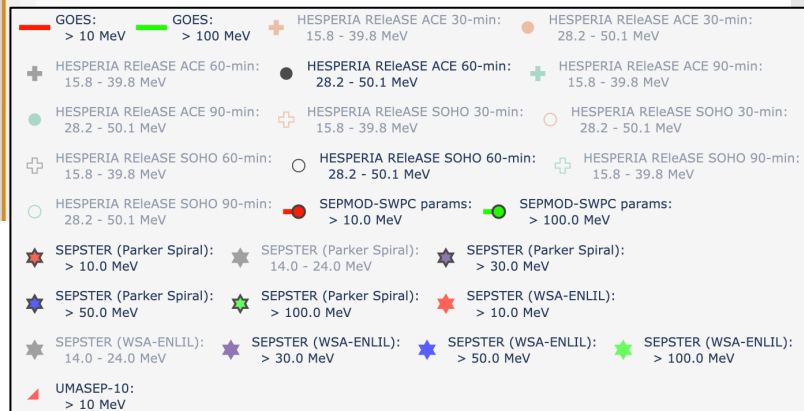 GOES: GOES: HESPERIA REleASE ACE 30-min: HESPERIA REleASE ACE 30-min:
> 10 MeV > 100 MeV 15.8 - 39.8 MeV 28.2 - 50.1 MeV
HESPERIA REleASE ACE 60-min: HESPERIA REleASE ACE 60-min: HESPERIA REleASE ACE 90-min:
15.8 - 39.8 MeV 28.2 - 50.1 MeV 15.8 - 39.8 MeV
HESPERIA REleASE ACE 90-min: HESPERIA REleASE SOHO 30-min: HESPERIA REleASE SOHO 30-min:
28.2 - 50.1 MeV 15.8 - 39.8 MeV 28.2 - 50.1 MeV
HESPERIA REleASE SOHO 60-min: HESPERIA REleASE SOHO 60-min: HESPERIA REleASE SOHO 90-min:
15.8 - 39.8 MeV 28.2 - 50.1 MeV 15.8 - 39.8 MeV
HESPERIA REleASE SOHO 90-min: SEPMOD-SWPC params: SEPMOD-SWPC params:
28.2 - 50.1 MeV > 10.0 MeV > 100.0 MeV
SEPSTER (Parker Spiral): SEPSTER (Parker Spiral): SEPSTER (Parker Spiral):
> 10.0 MeV 14.0 - 24.0 MeV > 30.0 MeV
SEPSTER (Parker Spiral): SEPSTER (Parker Spiral): SEPSTER (WSA-ENLIL):
> 50.0 MeV > 100.0 MeV > 10.0 MeV
SEPSTER (WSA-ENLIL): SEPSTER (WSA-ENLIL): SEPSTER (WSA-ENLIL): SEPSTER (WSA-ENLIL):
14.0 - 24.0 MeV > 30.0 MeV > 50.0 MeV > 100.0 MeV
UMASEP-10:
> 10 MeV